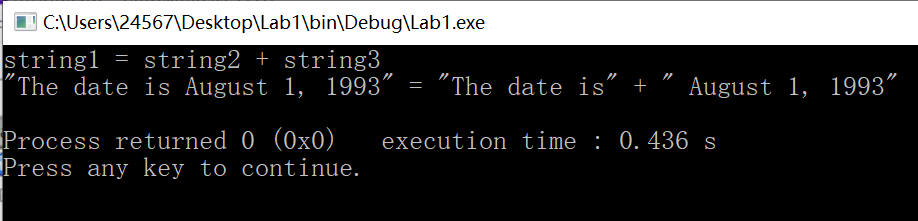 C:\Users\24567\Desktop\Lab1\bin\Debug\Lab1.exe
string1 = string2 + string3
"The date is August 1, 1993" = "The date is" + " August 1, 1993"
Process returned 0 (0x0)   execution time : 0.436 s
Press any key to continue.